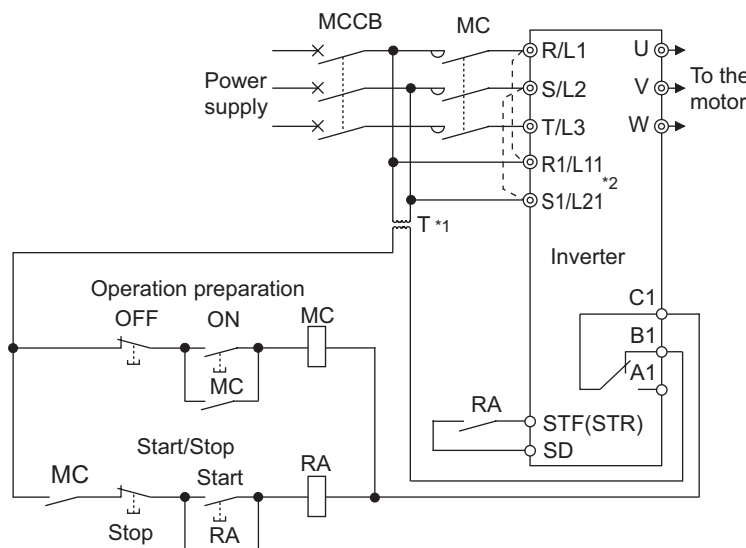 MCCB
MC
R/L1
U
Power
supply
S/L2
V
To the
motor
T/L3
W
R1/L11
*2
S1/L21
T *1
Inverter
Operation preparation
OFF
ON
MC
MC
C1
B1
A1
RA
STF(STR)
SD
Start/Stop
MC
Start
RA
Stop
RA